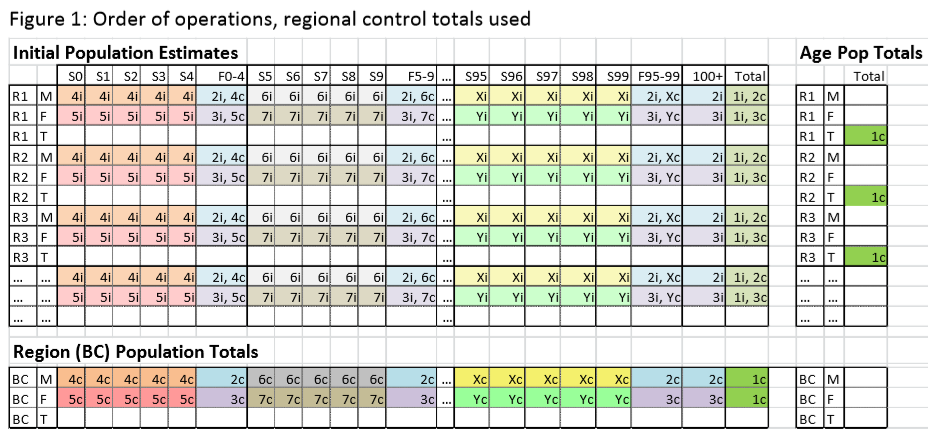 Figure 1: Order of operations, regional control totals used
Initial Population Estimates Age Pop Totals
S0 S1 S2 S3 S4 F0-4 S5 S6 S7 S8 S9 F5-9 ... S95 S96 S97 S98 S99 F95-99 100+ Total Total
R1 M 4i 4i 4i 4i 4i 2i, 4c 6i 6i 6i 6i 6i 2i, 6c ... Xi Xi Xi Xi Xi 2i, Xc 2i 1i, 2c R1 M
R1 F 5i 5i 5i 5i 5i 3i, 5c 7i 7i 7i 7i 7i 3i, 7c ... Yi Yi Yi Yi Yi 3i, Yc 3i 1i, 3c R1 F
R1 T ... R1 T 1c
R2 M 4i 4i 4i 4i 4i 2i, 4c 6i 6i 6i 6i 6i 2i, 6c ... Xi Xi Xi Xi Xi 2i, Xc 2i 1i, 2c R2 M
R2 F 5i 5i 5i 5i 5i 3i, 5c 7i 7i 7i 7i 7i 3i, 7c ... Yi Yi Yi Yi Yi 3i, Yc 3i 1i, 3c R2 F
R2 T ... R2 T 1c
R3 M 4i 4i 4i 4i 4i 2i, 4c 6i 6i 6i 6i 6i 2i, 6c ... Xi Xi Xi Xi Xi 2i, Xc 2i 1i, 2c R3 M
R3 F 5i 5i 5i 5i 5i 3i, 5c 7i 7i 7i 7i 7i 3i, 7c ... Yi Yi Yi Yi Yi 3i, Yc 3i 1i, 3c R3 F
R3 T ... R3 T 1c
... ... 4i 4i 4i 4i 4i 2i, 4c 6i 6i 6i 6i 6i 2i, 6c ... Xi Xi Xi Xi Xi 2i, Xc 2i 1i, 2c ... ...
... ... 5i 5i 5i 5i 5i 3i, 5c 7i 7i 7i 7i 7i 3i, 7c ... Yi Yi Yi Yi Yi 3i, Yc 3i 1i, 3c ... ...
... ... ... ... ...
Region (BC) Population Totals
BC M 4c 4c 4c 4c 4c 2c 6c 6c 6c 6c 6c 2c ... Xc Xc Xc Xc Xc 2c 2c 1c BC M
BC F 5c 5c 5c 5c 5c 3c 7c 7c 7c 7c 7c 3c ... Yc Yc Yc Yc Yc 3c 3c 1c BC F
BC T BC T